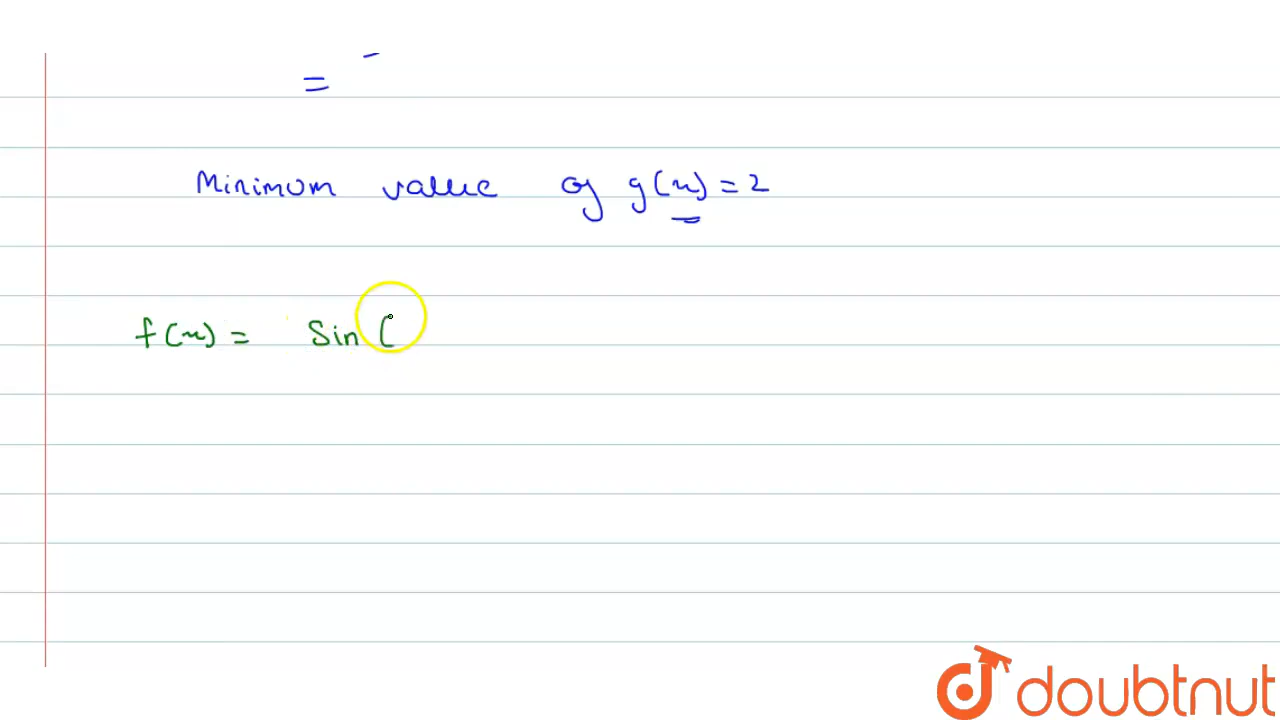 =
Minimum value of g(x) = 2
f(x) = Sin (
doubtnut